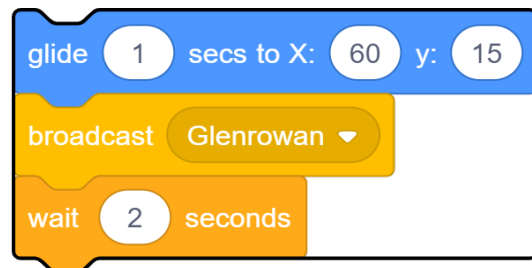 glide 1 secs to X: 60 y: 15
broadcast Glenrowan
wait 2 seconds